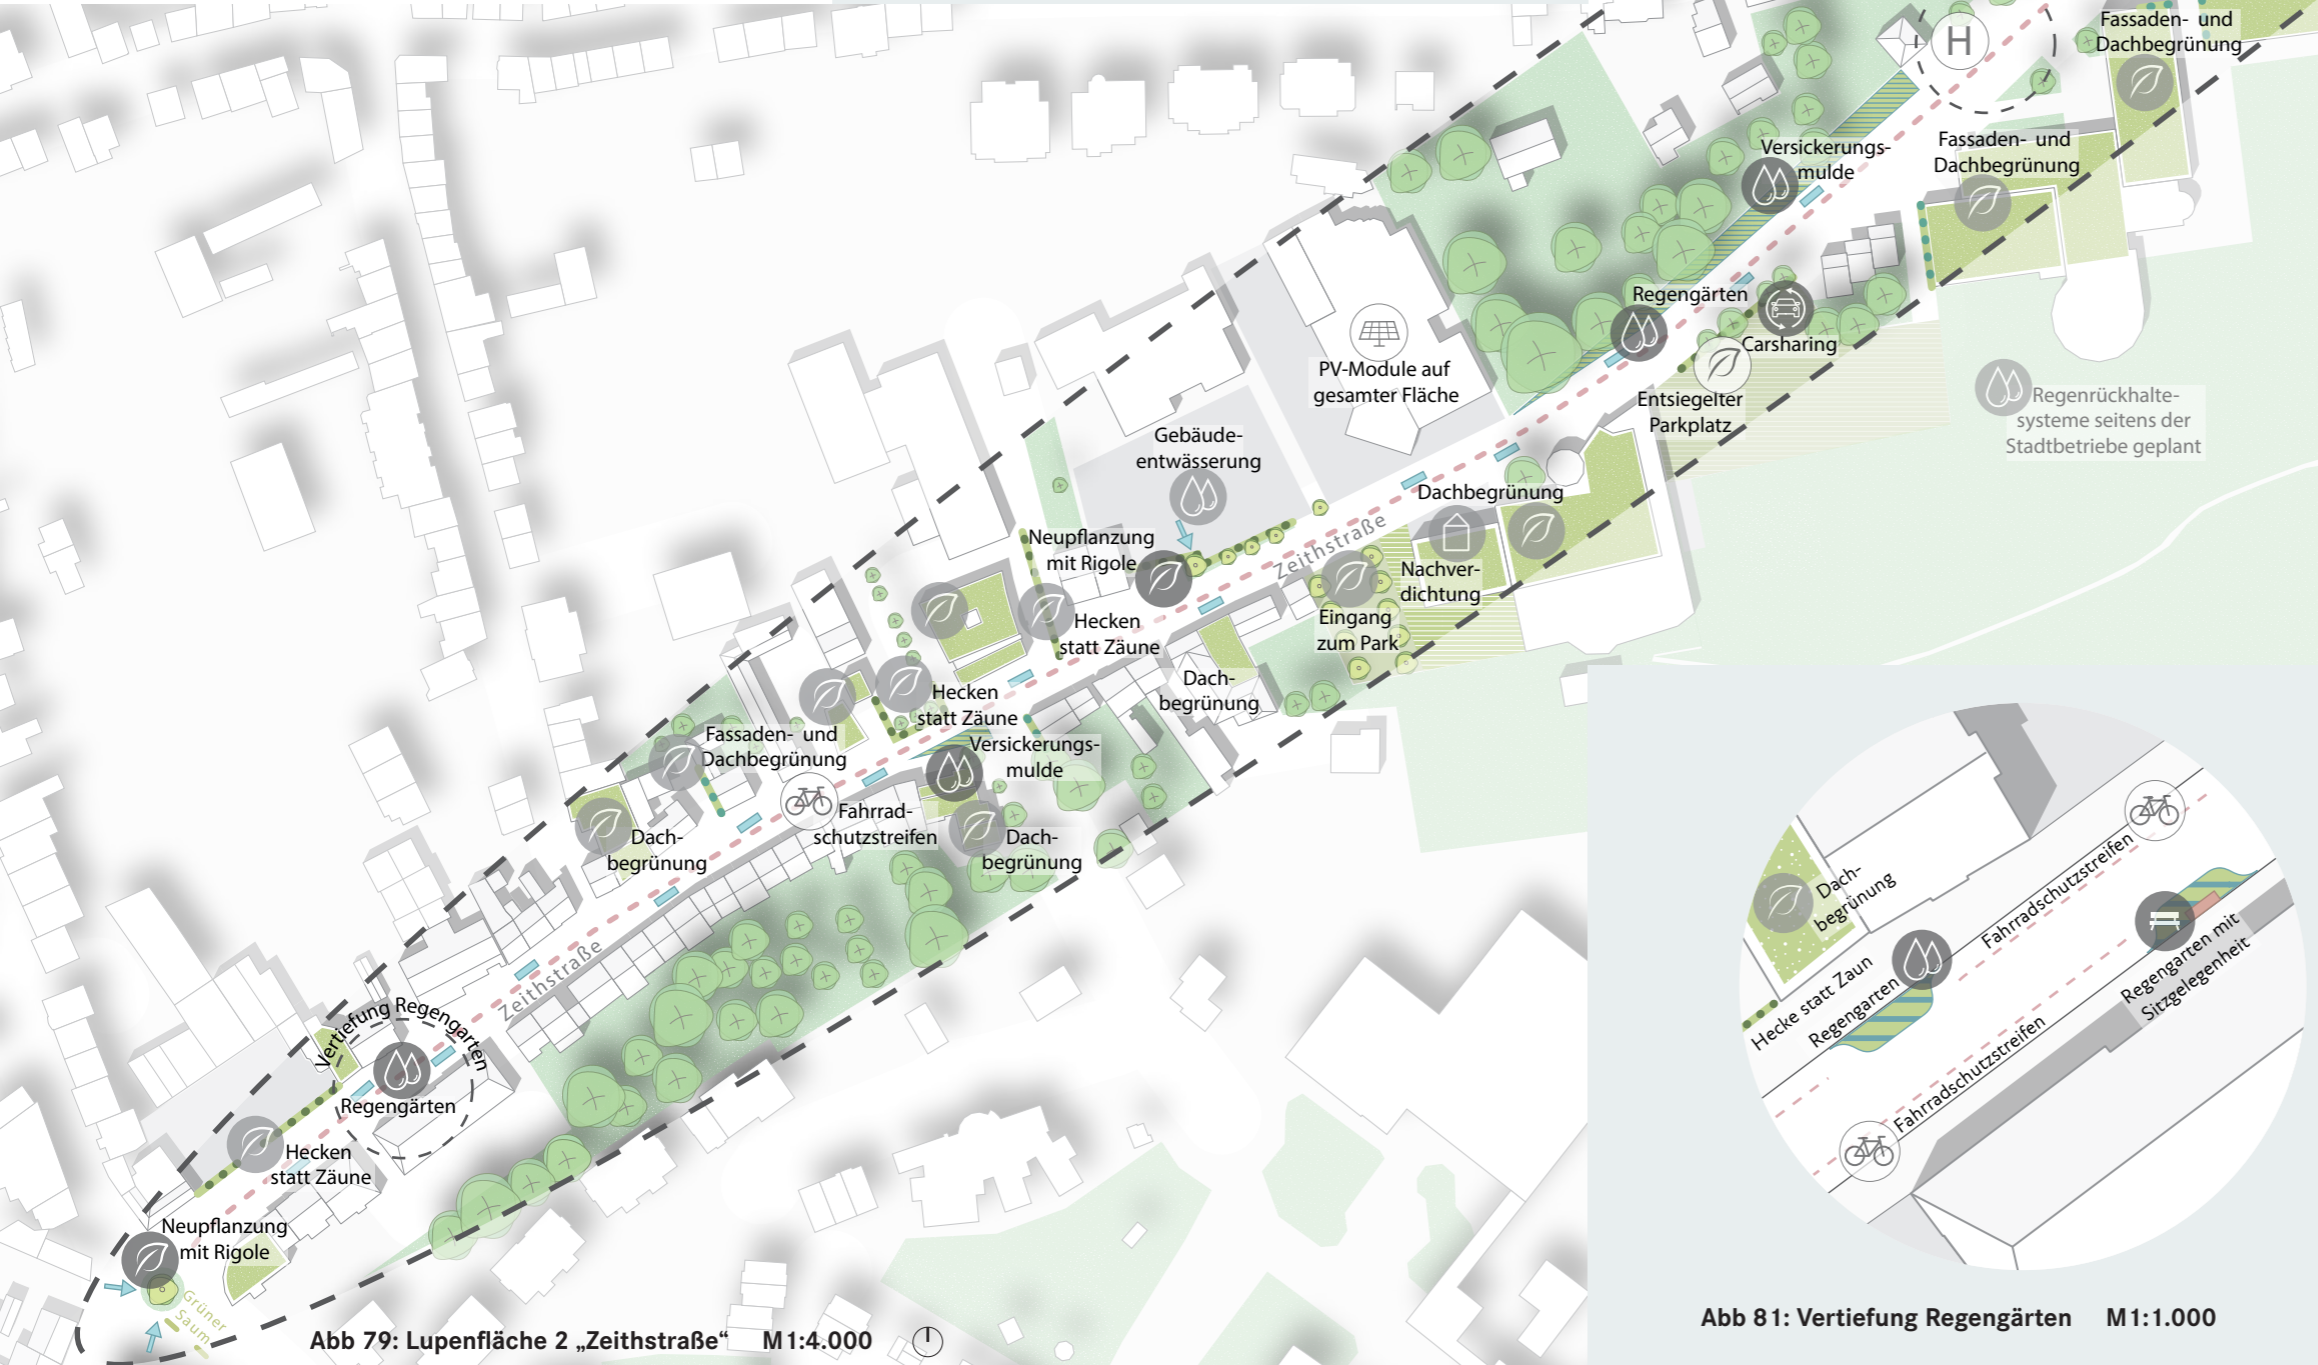 H
Fassaden- und
Dachbegrünung
Versickerungs-
mulde
Fassaden- und
Dachbegrünung
Regengärten
Carsharing
PV-Module auf
gesamter Fläche
Entsiegelter
Parkplatz
Regenrückhalte-
systeme seitens der
Stadtbetriebe geplant
Gebäude-
entwässerung
Dachbegrünung
Zeithstraße
Neupflanzung
mit Rigole
Nachver-
dichtung
Eingang
zum Park
Hecken
statt Zäune
Dach-
begrünung
Hecken
statt Zäune
Fassaden- und
Dachbegrünung
Versickerungs-
mulde
Fahrrad-
schutzstreifen
Dach-
begrünung
Dach-
begrünung
Zeithstraße
Vertiefung Regengarten
Regengärten
Hecken
statt Zäune
Neupflanzung
mit Rigole
Grüner
Saum
Abb 79: Lupenfläche 2 „Zeithstraße“ M1:4.000
Dach-
begrünung
Fahrradschutzstreifen
Hecke statt Zaun
Regengarten
Regengarten mit
Sitzgelegenheit
Fahrradschutzstreifen
Abb 81: Vertiefung Regengärten M1:1.000